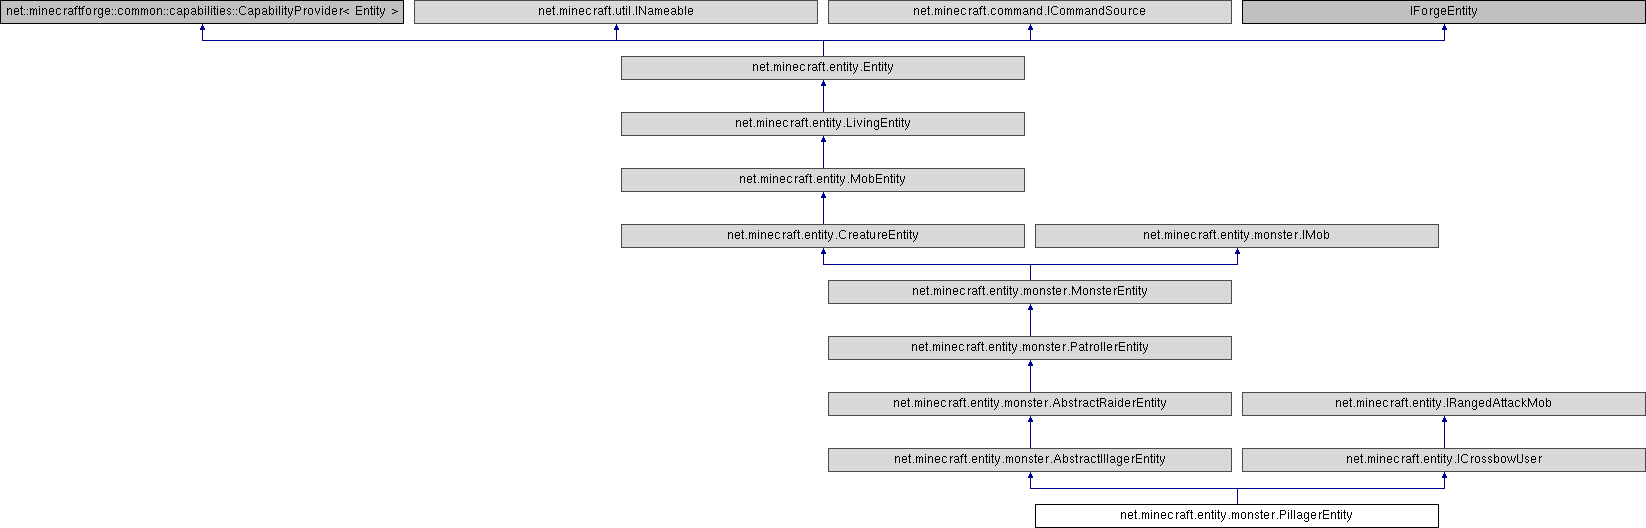 net::minecraftforge::common::capabilities::CapabilityProvider< Entity >
net.minecraft.util.INameable
net.minecraft.command.ICommandSource
IForgeEntity
net.minecraft.entity.Entity
net.minecraft.entity.LivingEntity
net.minecraft.entity.MobEntity
net.minecraft.entity.CreatureEntity
net.minecraft.entity.monster.IMob
net.minecraft.entity.monster.MonsterEntity
net.minecraft.entity.monster.PatrollerEntity
net.minecraft.entity.monster.AbstractRaiderEntity
net.minecraft.entity.IRangedAttackMob
net.minecraft.entity.monster.AbstractIllagerEntity
net.minecraft.entity.ICrossbowUser
net.minecraft.entity.monster.PillagerEntity